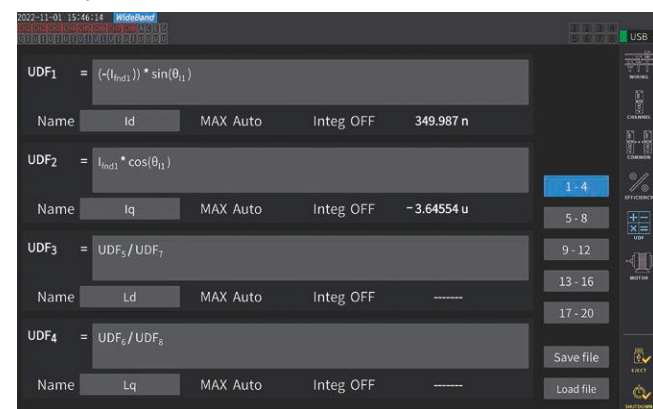 2022-11-01 15:46:14 WideBand
USB
UDF1 = (-(Ifnd1)) * sin(θI1)
WIRING
Name Id MAX Auto Integ OFF 349.987 n
CHANNEL
UDF2 = Ifnd1 * cos(θI1)
COMMON
1 - 4
EFFICIENCY
Name Iq MAX Auto Integ OFF -3.64554 u
5 - 8
UDF
UDF3 = UDF5 / UDF7
9 - 12
MOTOR
13 - 16
Name Ld MAX Auto Integ OFF -------
17 - 20
UDF4 = UDF6 / UDF8
Save file
EJECT
Name Lq MAX Auto Integ OFF -------
Load file
SHUTDOWN